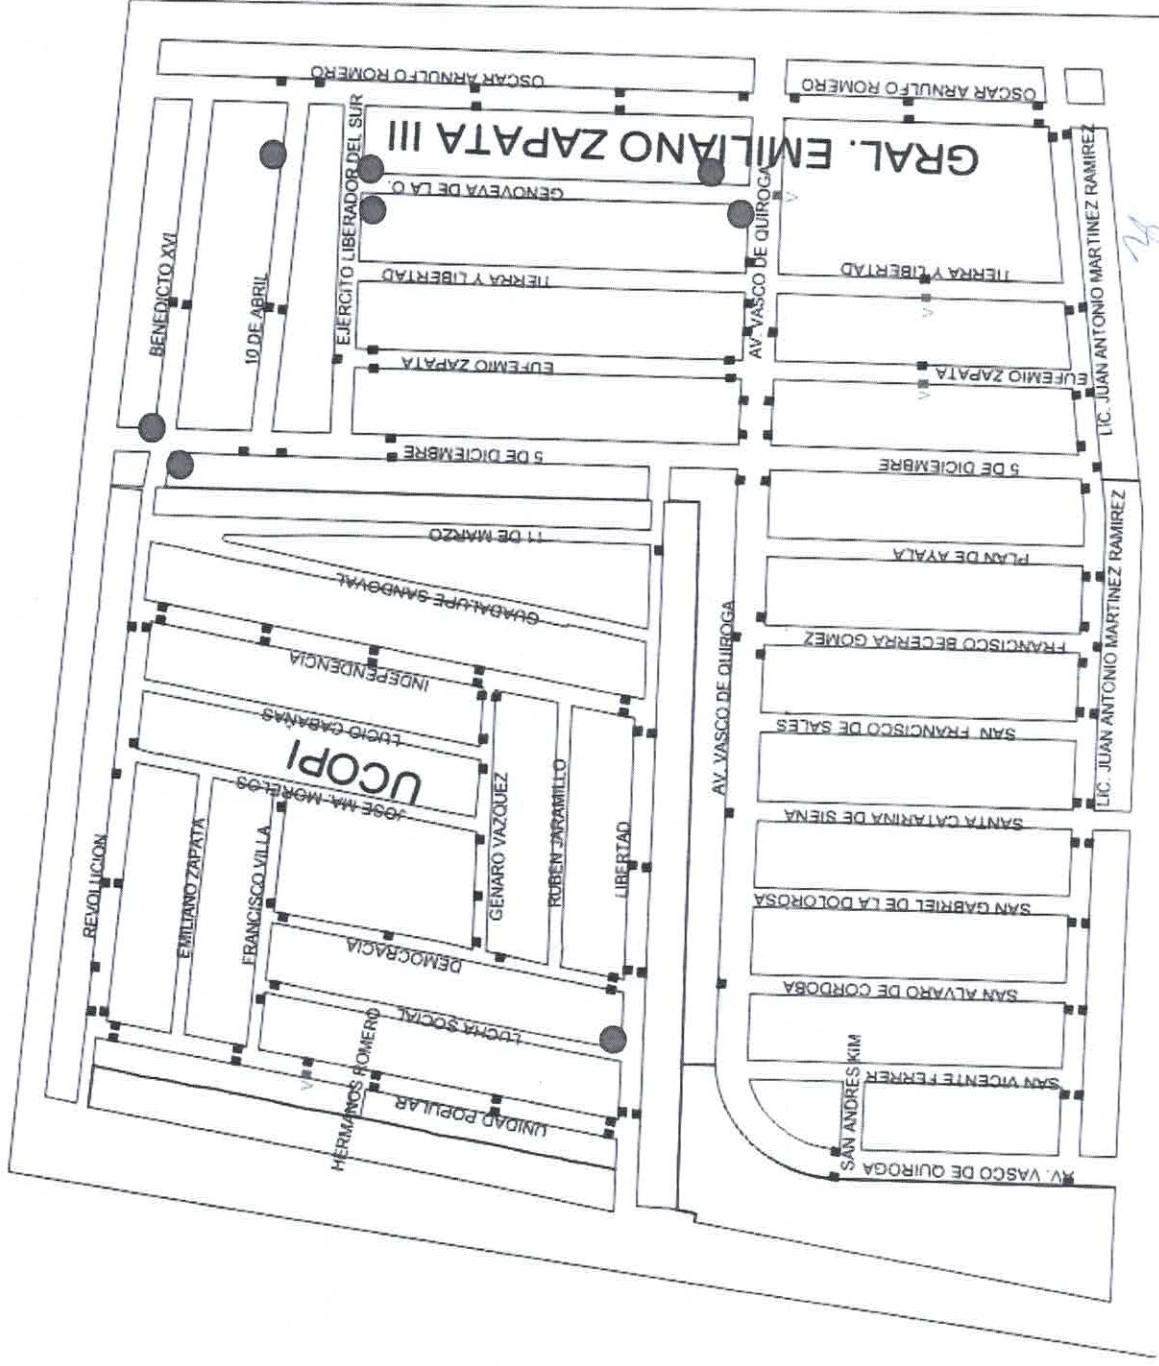 OSCAR ARNULFO ROMERO
OSCAR ARNULFO ROMERO
GRAL. EMILIANO ZAPATA III
GENOVEVA DE LA O.
EJERCITO LIBERADOR DEL SUR
BENEDICTO XVI
10 DE ABRIL
TIERRA Y LIBERTAD
TIERRA Y LIBERTAD
AV. VASCO DE QUIROGA
LIC. JUAN ANTONIO MARTINEZ RAMIREZ
EUFEMIO ZAPATA
EUFEMIO ZAPATA
5 DE DICIEMBRE
5 DE DICIEMBRE
11 DE MARZO
PLAN DE AYALA
GUADALUPE SANDOVAL
FRANCISCO BECERRA GOMEZ
INDEPENDENCIA
AV. VASCO DE QUIROGA
LIC. JUAN ANTONIO MARTINEZ RAMIREZ
LUCIO CABAÑAS
SAN FRANCISCO DE SALES
UCOPI
JOSE MA. MORELOS
SANTA CATARINA DE SIENA
REVOLUCION
EMILIANO ZAPATA
FRANCISCO VILLA
GENARO VAZQUEZ
RUBEN JARAMILLO
LIBERTAD
SAN GABRIEL DE LA DOLOROSA
DEMOCRACIA
SAN ALVARO DE CORDOBA
LUCHA SOCIAL
HERMANOS ROMERO
SAN VICENTE FERRER
SAN ANDRES KIM
UNIDAD POPULAR
AV. VASCO DE QUIROGA
V
V
V
V